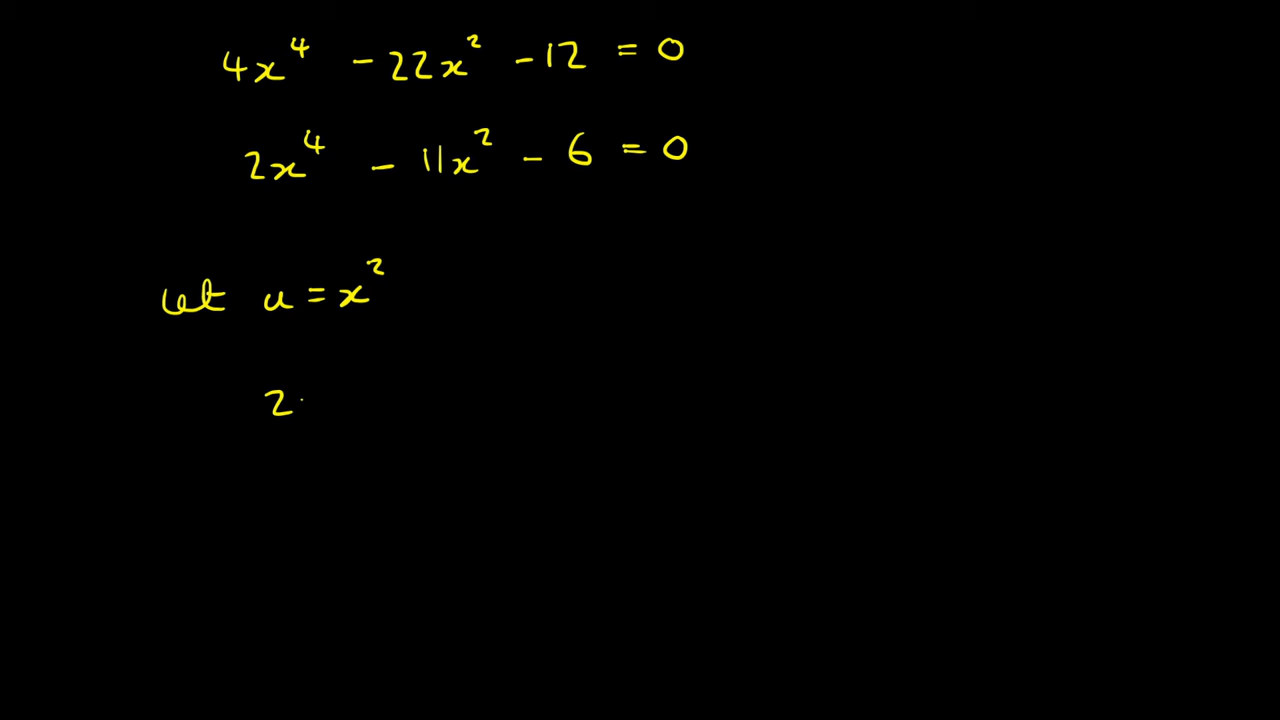 4x⁴ - 22x² - 12 = 0
2x⁴ - 11x² - 6 = 0
let u = x²
2